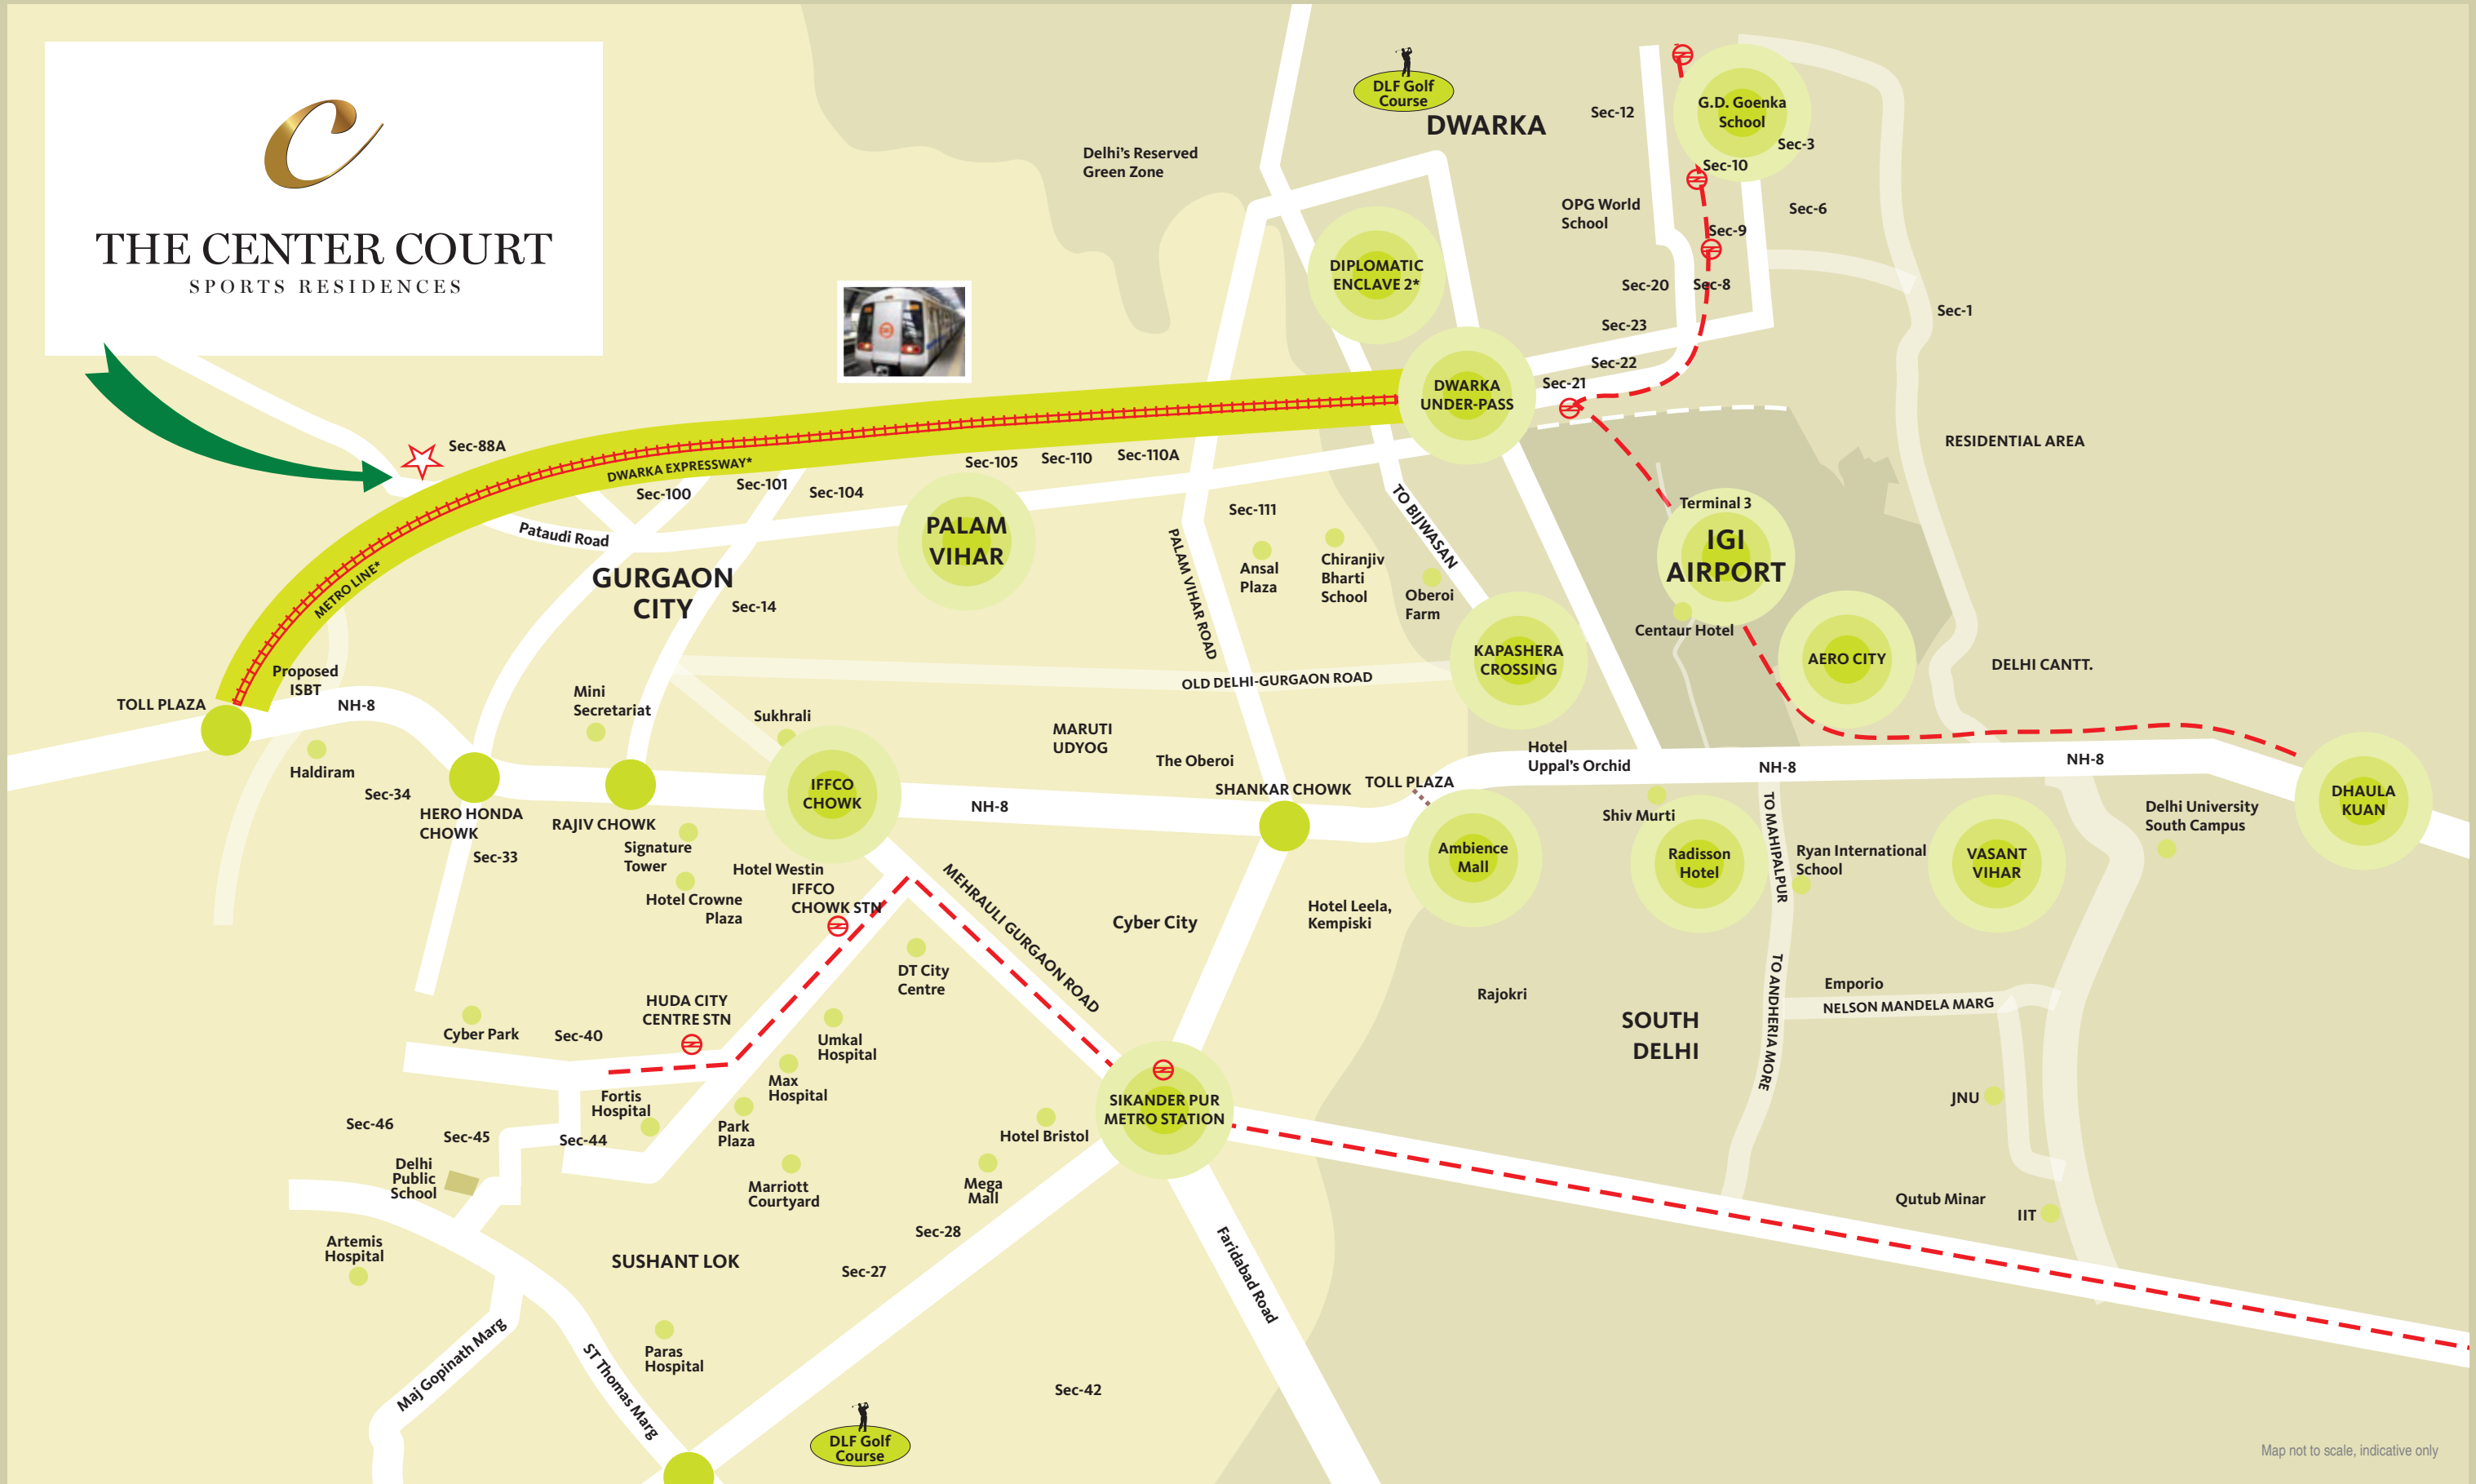 THE CENTER COURT
SPORTS RESIDENCES
DLF Golf
Course
DWARKA
Delhi's Reserved
Green Zone
Sec-12
G.D. Goenka
School
Sec-3
Sec-10
OPG World
School
Sec-6
Sec-9
DIPLOMATIC
ENCLAVE 2*
Sec-20
Sec-8
Sec-23
Sec-1
Sec-22
Sec-21
DWARKA
UNDER-PASS
RESIDENTIAL AREA
Sec-88A
DWARKA EXPRESSWAY*
METRO LINE*
Sec-100
Sec-101
Sec-104
Sec-105
Sec-110
Sec-110A
Sec-111
Pataudi Road
PALAM
VIHAR
GURGAON
CITY
Sec-14
PALAM VIHAR ROAD
TO BIJWASAN
Ansal
Plaza
Chiranjiv
Bharti
School
Oberoi
Farm
Terminal 3
IGI
AIRPORT
Centaur Hotel
KAPASHERA
CROSSING
AERO CITY
DELHI CANTT.
OLD DELHI-GURGAON ROAD
Proposed
ISBT
TOLL PLAZA
NH-8
Mini
Secretariat
Sukhrali
MARUTI
UDYOG
The Oberoi
Hotel
Uppal's Orchid
NH-8
NH-8
Haldiram
Sec-34
HERO HONDA
CHOWK
RAJIV CHOWK
IFFCO
CHOWK
NH-8
SHANKAR CHOWK
TOLL PLAZA
Shiv Murti
TO MAHIPALPUR
Delhi University
South Campus
DHAULA
KUAN
Sec-33
Signature
Tower
Hotel Westin
IFFCO
CHOWK STN
Hotel Crowne
Plaza
MEHRAULI GURGAON ROAD
Cyber City
Hotel Leela,
Kempiski
Ambience
Mall
Radisson
Hotel
Ryan International
School
VASANT
VIHAR
DT City
Centre
HUDA CITY
CENTRE STN
Cyber Park
Sec-40
Umkal
Hospital
Max
Hospital
Rajokri
SOUTH
DELHI
TO ANDHERIA MORE
Emporio
NELSON MANDELA MARG
JNU
Fortis
Hospital
Sec-46
Sec-45
Sec-44
Park
Plaza
Hotel Bristol
SIKANDER PUR
METRO STATION
Delhi
Public
School
Marriott
Courtyard
Mega
Mall
Qutub Minar
IIT
Artemis
Hospital
SUSHANT LOK
Sec-28
Sec-27
Faridabad Road
Maj Gopinath Marg
ST Thomas Marg
Paras
Hospital
Sec-42
DLF Golf
Course
Map not to scale, indicative only